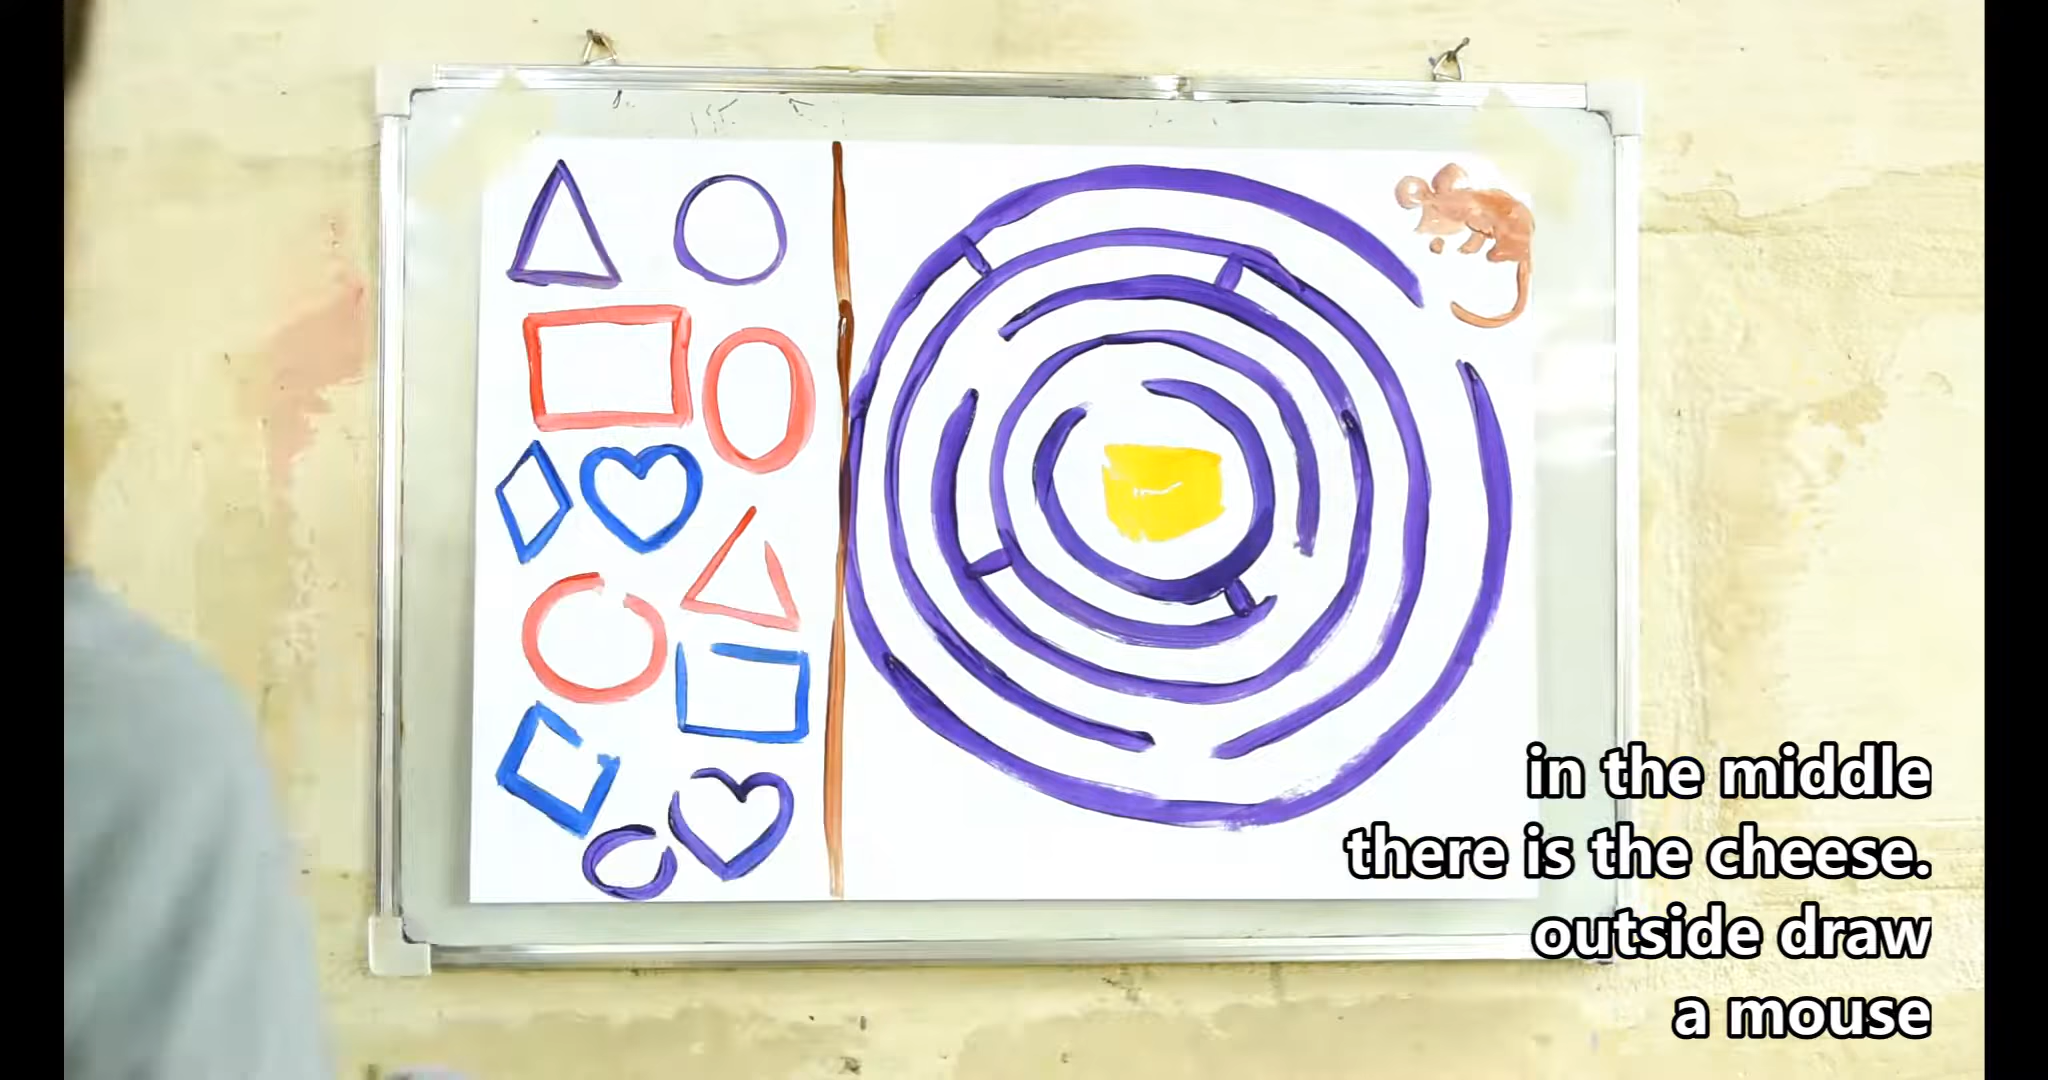 in the middle
there is the cheese.
outside draw
a mouse